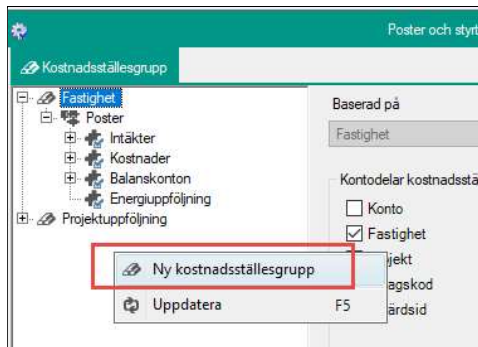 Poster och styrt
Kostnadsställesgrupp
Fastighet
Poster
Intäkter
Kostnader
Balanskonton
Energiuppföljning
Projektuppföljning
Baserad på
Fastighet
Kontodelar kostnadsstä
Konto
Fastighet
jekt
agskod
ärdsid
Ny kostnadsställesgrupp
Uppdatera F5